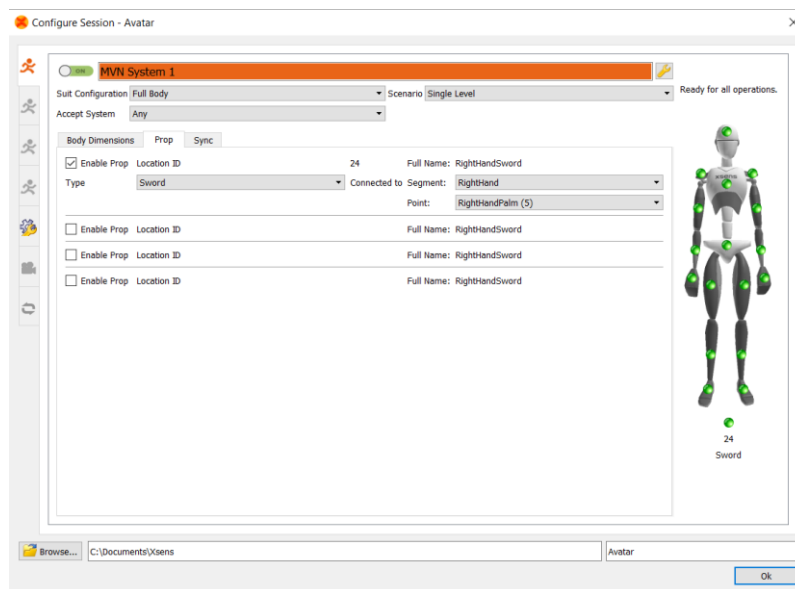 Configure Session - Avatar
ON MVN System 1
Suit Configuration Full Body Scenario Single Level
Ready for all operations.
Accept System Any
Body Dimensions Prop Sync
Enable Prop Location ID 24 Full Name: RightHandSword
Type Sword Connected to Segment: RightHand
Point: RightHandPalm (5)
Enable Prop Location ID Full Name: RightHandSword
Enable Prop Location ID Full Name: RightHandSword
Enable Prop Location ID Full Name: RightHandSword
24
Sword
Browse... C:\Documents\Xsens Avatar
Ok